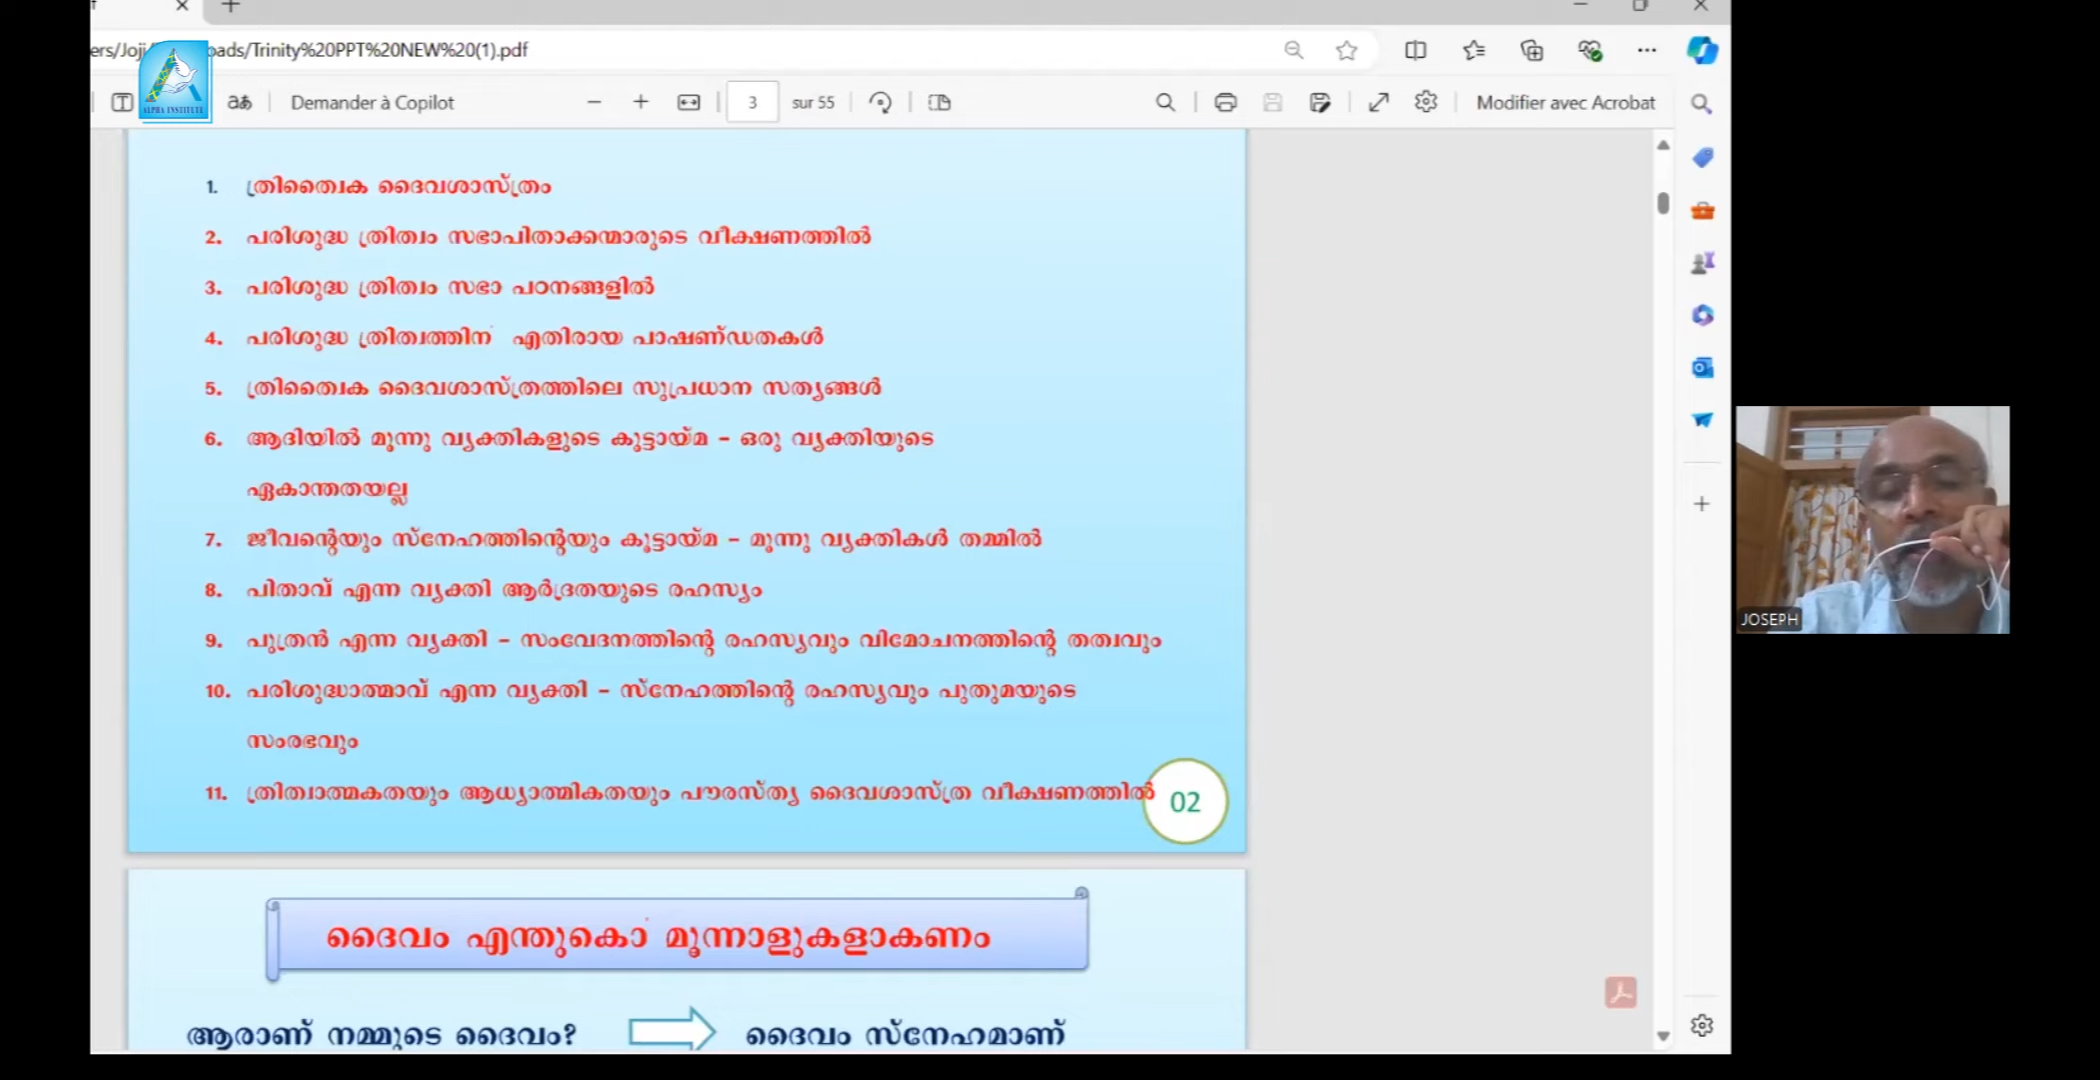 ers/Joji/ oads/Trinity%20PPT%20NEW%20(1).pdf
ALPHA INSTITUTE
aあ Demander à Copilot 3 sur 55 Modifier avec Acrobat
1. ത്രിത്വൈക ദൈവശാസ്ത്രം
2. പരിശുദ്ധ ത്രിത്വം സഭാപിതാക്കന്മാരുടെ വീക്ഷണത്തിൽ
3. പരിശുദ്ധ ത്രിത്വം സഭാ പഠനങ്ങളിൽ
4. പരിശുദ്ധ ത്രിത്വത്തിന് എതിരായ പാഷണ്ഡതകൾ
5. ത്രിത്വൈക ദൈവശാസ്ത്രത്തിലെ സുപ്രധാന സത്യങ്ങൾ
6. ആദിയിൽ മൂന്നു വ്യക്തികളുടെ കൂട്ടായ്മ – ഒരു വ്യക്തിയുടെ
ഏകാന്തതയല്ല
7. ജീവന്റെയും സ്നേഹത്തിന്റെയും കൂട്ടായ്മ – മൂന്നു വ്യക്തികൾ തമ്മിൽ
8. പിതാവ് എന്ന വ്യക്തി ആർദ്രതയുടെ രഹസ്യം
9. പുത്രൻ എന്ന വ്യക്തി – സംവേദനത്തിന്റെ രഹസ്യവും വിമോചനത്തിന്റെ തത്വവും
10. പരിശുദ്ധാത്മാവ് എന്ന വ്യക്തി – സ്നേഹത്തിന്റെ രഹസ്യവും പുതുമയുടെ
സംരഭവും
11. ത്രിത്വാത്മകതയും ആധ്യാത്മികതയും പൗരസ്ത്യ ദൈവശാസ്ത്ര വീക്ഷണത്തിൽ
02
JOSEPH
ദൈവം എന്തുകൊ മൂന്നാളുകളാകണം
ആരാണ് നമ്മുടെ ദൈവം? ദൈവം സ്നേഹമാണ്